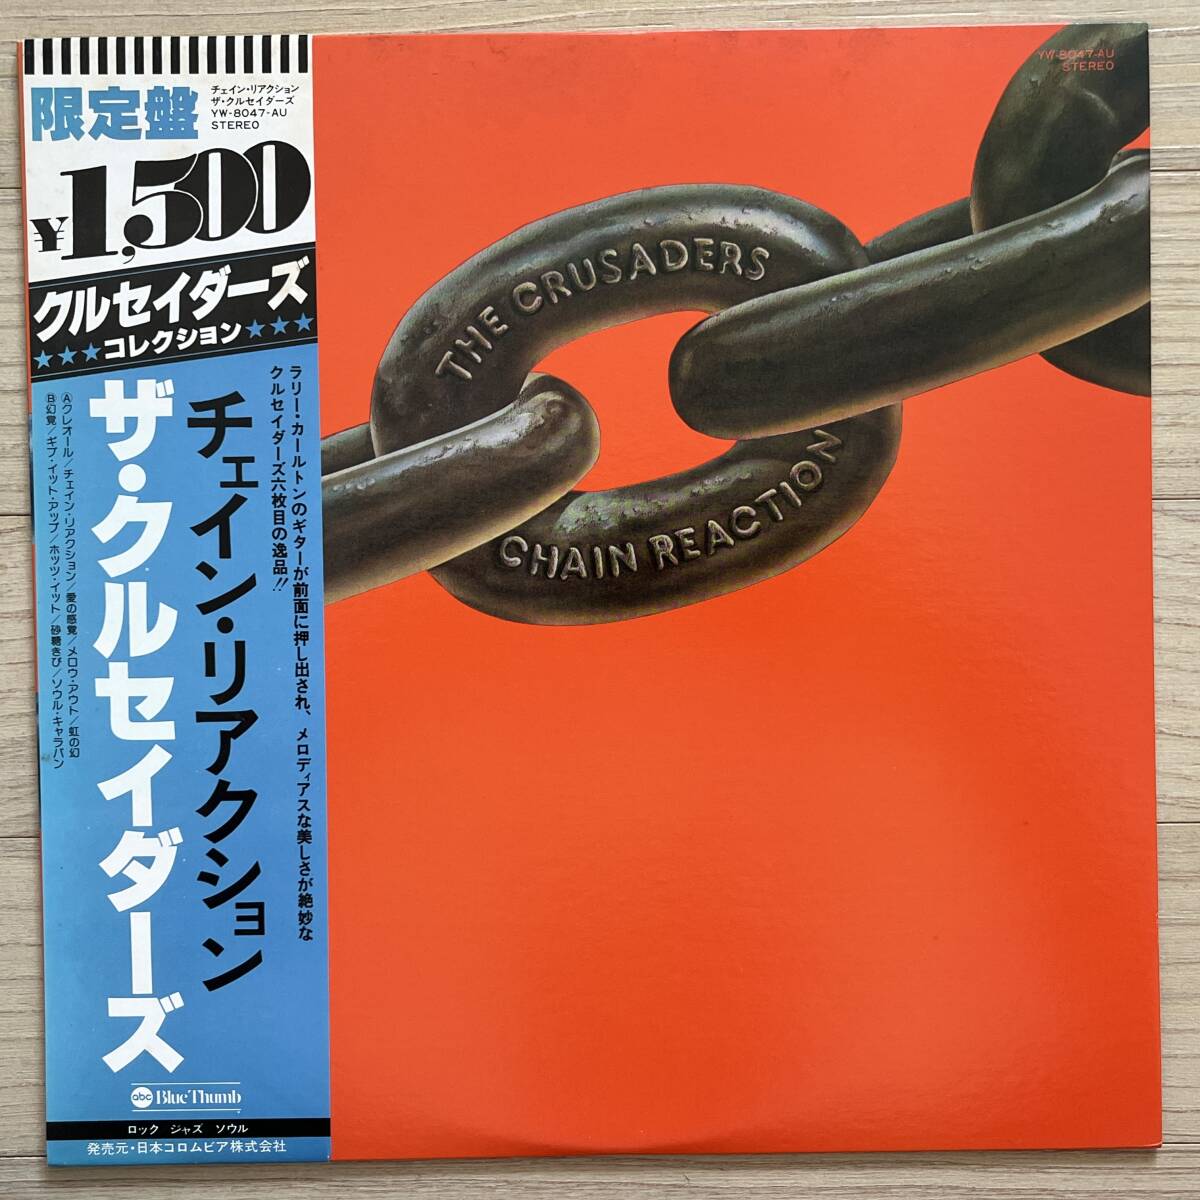 限定盤
チェイン・リアクション
ザ・クルセイダーズ
YW-8047-AU
STEREO
¥1,500
クルセイダーズ
★★★コレクション★★★
ラリー・カールトンのギターが前面に押し出され、メロディアスな美しさが絶妙な
クルセイダーズ六枚目の逸品!!
チェイン・リアクション
ザ・クルセイダーズ
Ⓐクレオール/チェイン・リアクション/愛の感覚/メロウ・アウト/虹の幻
Ⓑ幻覚/ギブ・イット・アップ/ホッツ・イット/砂糖きび/ソウル・キャラバン
abc Blue Thumb
ロック ジャズ ソウル
発売元・日本コロムビア株式会社
YW-8047-AU
STEREO
THE CRUSADERS
CHAIN REACTION